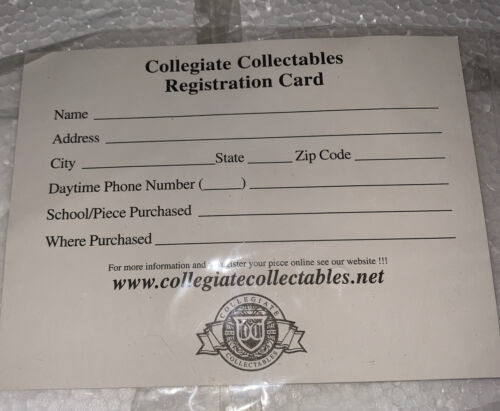 Collegiate Collectables
Registration Card
Name
Address
City State Zip Code
Daytime Phone Number ( )
School/Piece Purchased
Where Purchased
For more information and register your piece online see our website !!!
www.collegiatecollectables.net
COLLEGIATE
COLLECTABLES